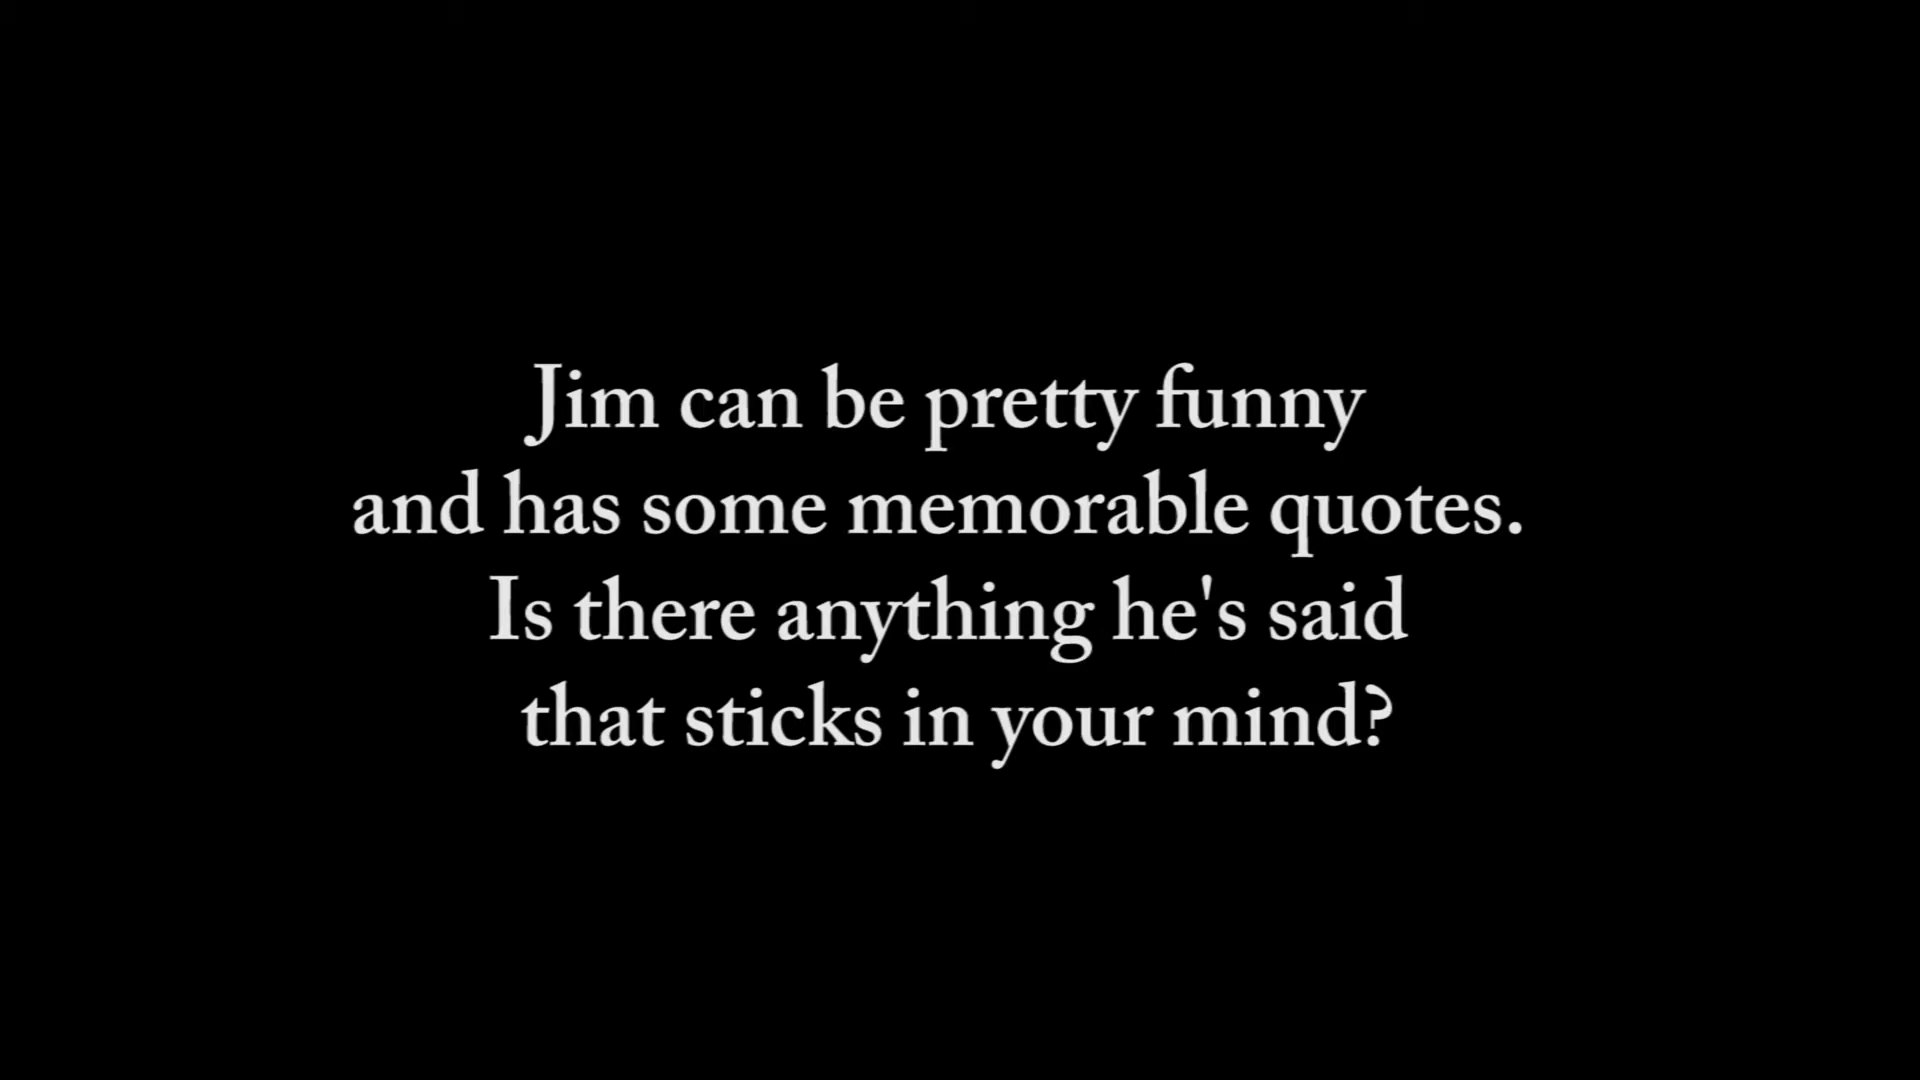 Jim can be pretty funny
and has some memorable quotes.
Is there anything he's said
that sticks in your mind?